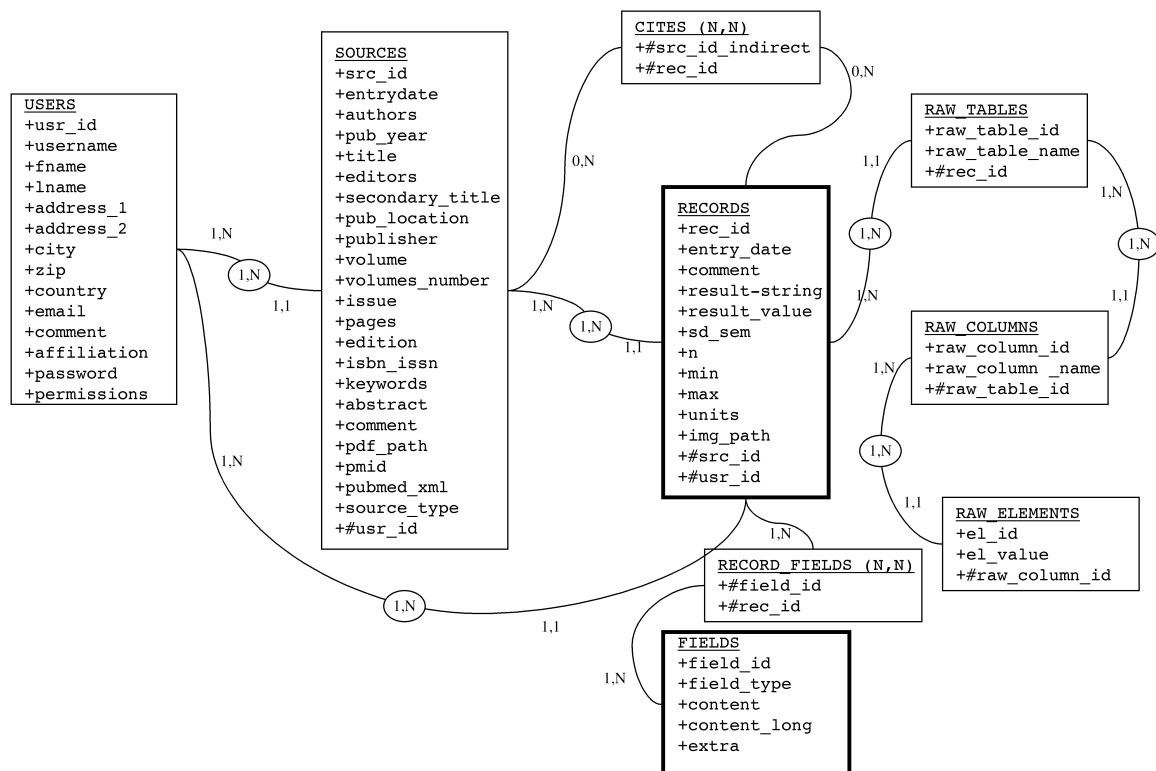 USERS
+usr_id
+username
+fname
+lname
+address_1
+address_2
+city
+zip
+country
+email
+comment
+affiliation
+password
+permissions
1,N
1,N
1,1
1,N
1,N
1,1
SOURCES
+src_id
+entrydate
+authors
+pub_year
+title
+editors
+secondary_title
+pub_location
+publisher
+volume
+volumes_number
+issue
+pages
+edition
+isbn_issn
+keywords
+abstract
+comment
+pdf_path
+pmid
+pubmed_xml
+source_type
+#usr_id
0,N
1,N
1,N
1,1
CITES (N,N)
+#src_id_indirect
+#rec_id
0,N
RECORDS
+rec_id
+entry_date
+comment
+result-string
+result_value
+sd_sem
+n
+min
+max
+units
+img_path
+#src_id
+#usr_id
1,N
RECORD_FIELDS (N,N)
+#field_id
+#rec_id
1,N
FIELDS
+field_id
+field_type
+content
+content_long
+extra
1,1
1,N
1,N
RAW_TABLES
+raw_table_id
+raw_table_name
+#rec_id
1,N
1,N
1,1
RAW_COLUMNS
+raw_column_id
+raw_column _name
+#raw_table_id
1,N
1,N
1,1
RAW_ELEMENTS
+el_id
+el_value
+#raw_column_id